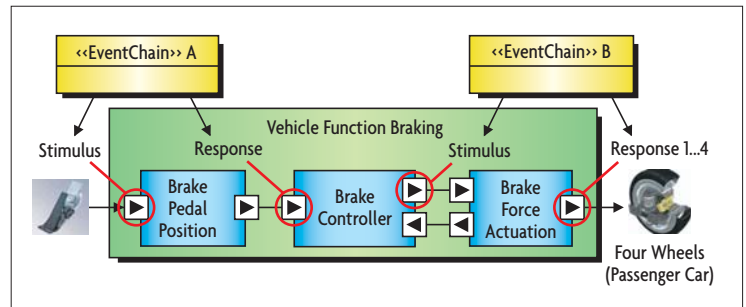 ‹‹EventChain›› A
‹‹EventChain›› B
Vehicle Function Braking
Stimulus
Response
Stimulus
Response 1...4
Brake
Pedal
Position
Brake
Controller
Brake
Force
Actuation
Four Wheels
(Passenger Car)